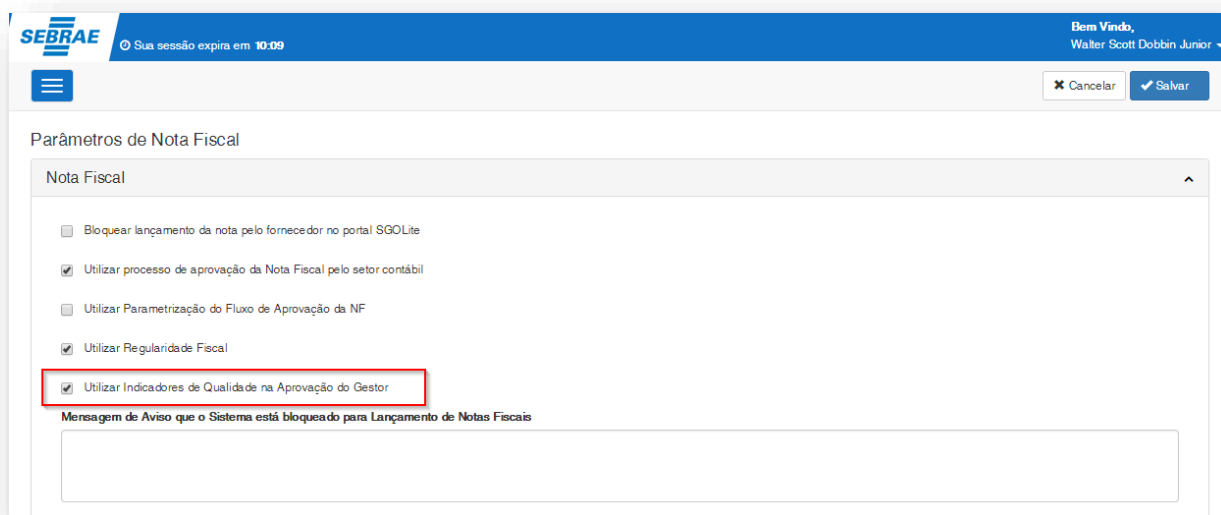 SEBRAE
Sua sessão expira em 10:09
Bem Vindo,
Walter Scott Dobbin Junior
Cancelar
Salvar
Parâmetros de Nota Fiscal
Nota Fiscal
Bloquear lançamento da nota pelo fornecedor no portal SGOLite
Utilizar processo de aprovação da Nota Fiscal pelo setor contábil
Utilizar Parametrização do Fluxo de Aprovação da NF
Utilizar Regularidade Fiscal
Utilizar Indicadores de Qualidade na Aprovação do Gestor
Mensagem de Aviso que o Sistema está bloqueado para Lançamento de Notas Fiscais